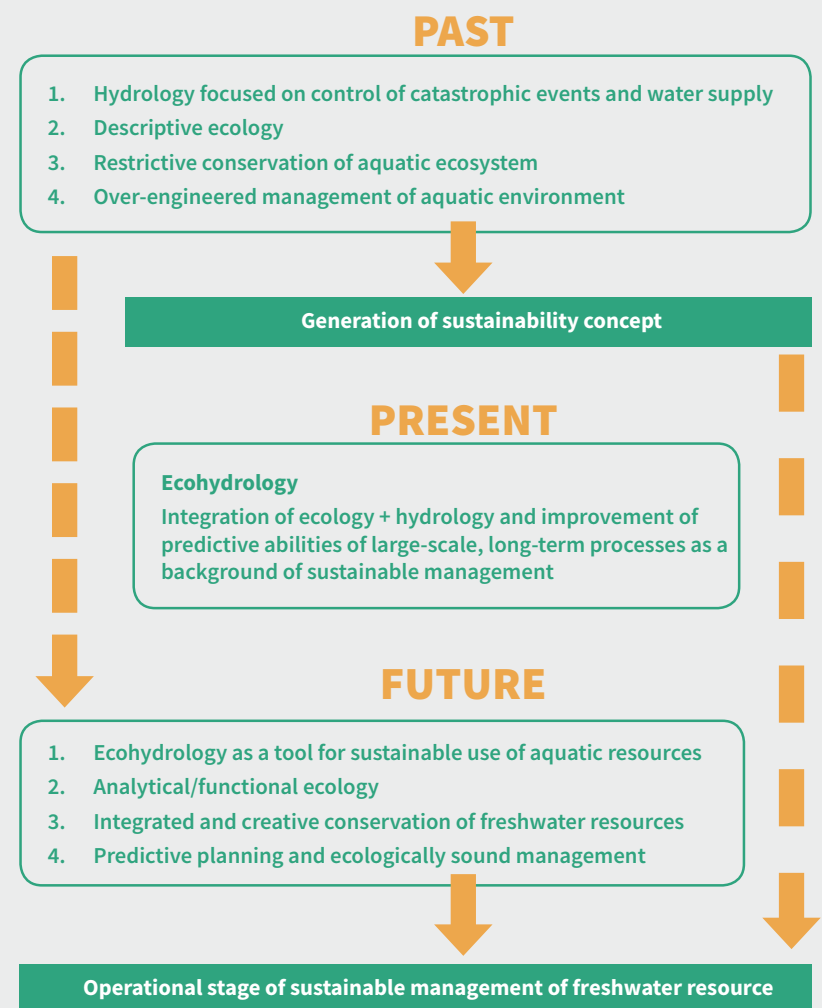 PAST
1. Hydrology focused on control of catastrophic events and water supply
2. Descriptive ecology
3. Restrictive conservation of aquatic ecosystem
4. Over-engineered management of aquatic environment
Generation of sustainability concept
PRESENT
Ecohydrology
Integration of ecology + hydrology and improvement of
predictive abilities of large-scale, long-term processes as a
background of sustainable management
FUTURE
1. Ecohydrology as a tool for sustainable use of aquatic resources
2. Analytical/functional ecology
3. Integrated and creative conservation of freshwater resources
4. Predictive planning and ecologically sound management
Operational stage of sustainable management of freshwater resource